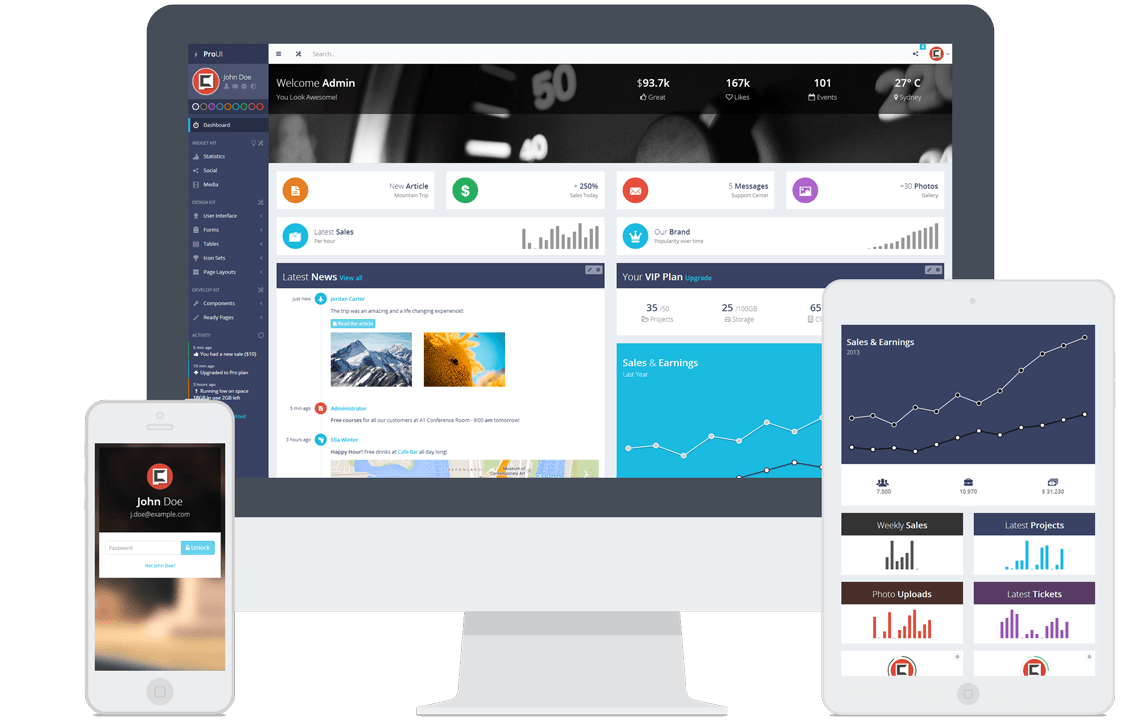 ProUI
Search..
4
John Doe
Welcome Admin
You Look Awesome!
$93.7k
Great
167k
Likes
101
Events
27° C
Sydney
50
40
Dashboard
WIDGET KIT
Statistics
Social
Media
DESIGN KIT
User Interface
Forms
Tables
Icon Sets
Page Layouts
DEVELOP KIT
Components
Ready Pages
ACTIVITY
5 min ago
You had a new sale ($10)
10 min ago
Upgraded to Pro plan
3 hours ago
Running low on space
18GB in use 2GB left
New Article
Mountain Trip
+ 250%
Sales Today
5 Messages
Support Center
+30 Photos
Gallery
Latest Sales
Per hour
Our Brand
Popularity over time
Latest News View all
just now
Jordan Carter
The trip was an amazing and a life changing experience!!
Read the article
5 min ago
Administrator
Free courses for all our customers at A1 Conference Room - 9:00 am tomorrow!
3 hours ago
Ella Winter
Happy Hour! Free drinks at Cafe-Bar all day long!
Museum of
Contemporary Art
Your VIP Plan Upgrade
35 /50
Projects
25 /100GB
Storage
65
Cl
Sales & Earnings
Last Year
John Doe
j.doe@example.com
Password
Unlock
Not John Doe?
Sales & Earnings
2013
7.500
10.970
$ 31.230
Weekly Sales
Latest Projects
Photo Uploads
Latest Tickets